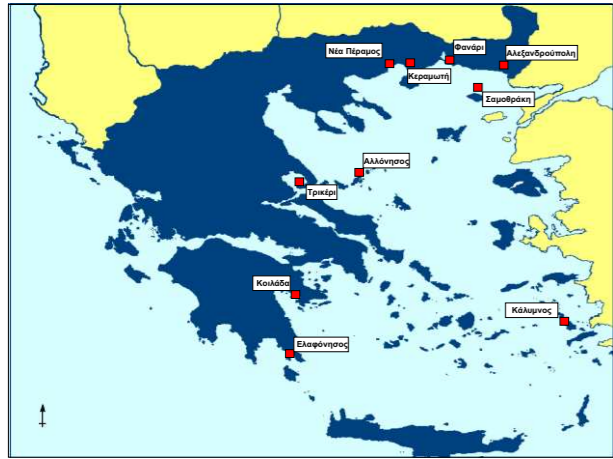 Νέα Πέραμος
Φανάρι
Αλεξανδρούπολη
Κεραμωτή
Σαμοθράκη
Αλλόνησος
Τρικέρι
Κοιλάδα
Κάλυμνος
Ελαφόνησος